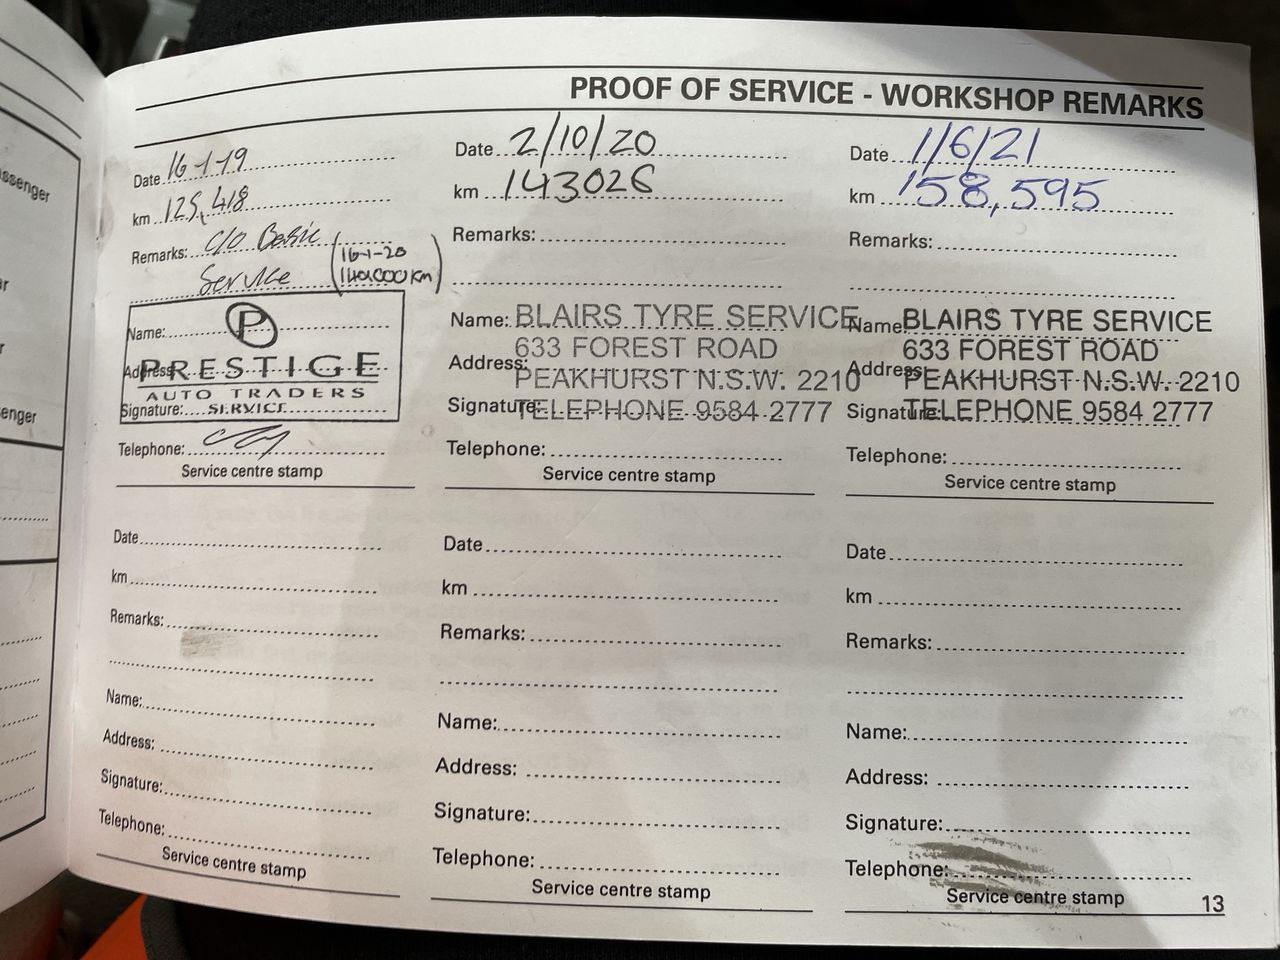 PROOF OF SERVICE - WORKSHOP REMARKS
Date 16-1-19
km 125,418
Remarks: C/O Basic
Service
(16-1-20
140,000 km)
Name:
P
Address:
PRESTIGE
AUTO TRADERS
Signature: SERVICE
Telephone:
Service centre stamp
Date 2/10/20
km 143026
Remarks:
Name: BLAIRS TYRE SERVICE
633 FOREST ROAD
Address:
PEAKHURST N.S.W. 2210
Signature: TELEPHONE 9584 2777
Telephone:
Service centre stamp
Date 1/6/21
km 158,595
Remarks:
Name: BLAIRS TYRE SERVICE
633 FOREST ROAD
Address:
PEAKHURST N.S.W. 2210
Signature: TELEPHONE 9584 2777
Telephone:
Service centre stamp
Date
km
Remarks:
Name:
Address:
Signature:
Telephone:
Service centre stamp
Date
km
Remarks:
Name:
Address:
Signature:
Telephone:
Service centre stamp
Date
km
Remarks:
Name:
Address:
Signature:
Telephone:
Service centre stamp
13